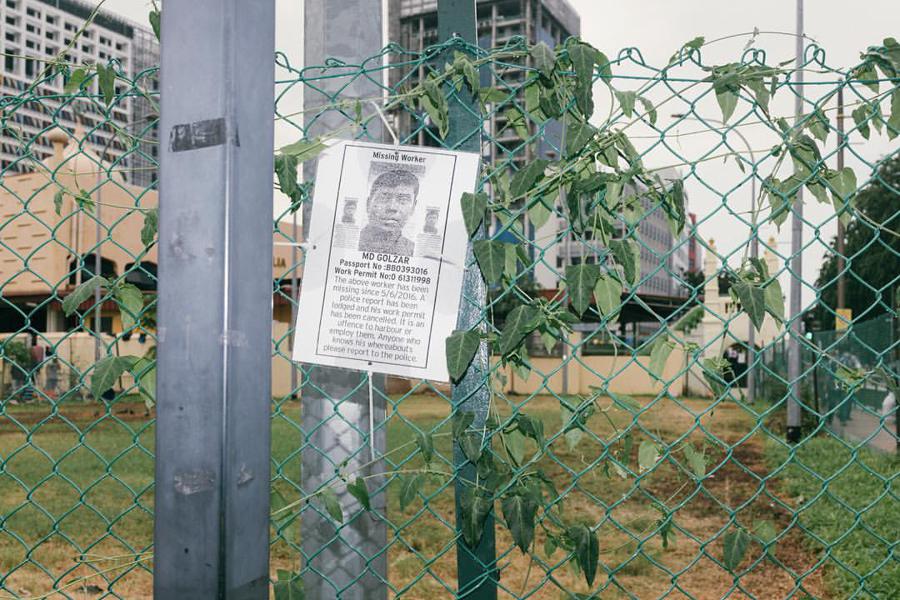 Missing Worker
MD GOLZAR
Passport No :BB0393016
Work Permit No:0 61311998
The above worker has been
missing since 5/6/2016. A
police report has been
lodged and his work permit
has been cancelled. It is an
offence to harbour or
employ them. Anyone who
knows his whereabouts
please report to the police.